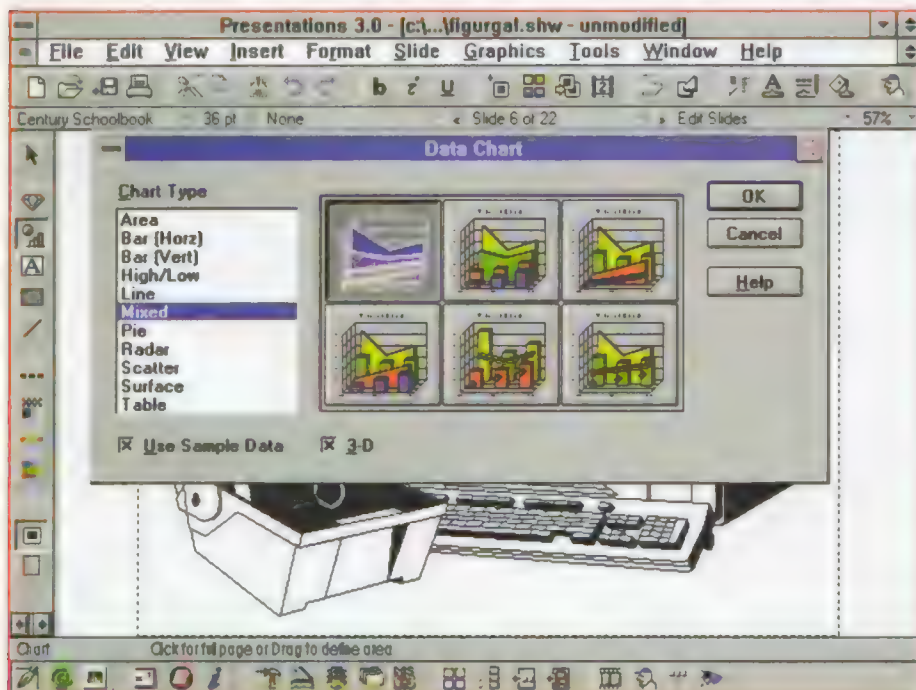 Presentations 3.0 - [c:\...\figurgal.shw - unmodified]
File Edit View Insert Format Slide Graphics Tools Window Help
b i U
Century Schoolbook 36 pt None Slide 6 of 22 Edit Slides 57%
Data Chart
Chart Type
Area
Bar (Horz)
Bar (Vert)
High/Low
Line
Mixed
Pie
Radar
Scatter
Surface
Table
OK
Cancel
Help
Use Sample Data 3-D
A
Chart Click for full page or Drag to define area